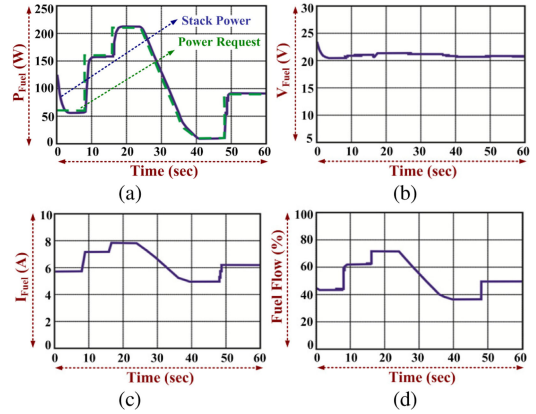 250
200
150
100
50
0
P_Fuel (W)
Stack Power
Power Request
0 10 20 30 40 50 60
Time (sec)
(a)
35
30
25
20
15
10
5
V_Fuel (V)
0 10 20 30 40 50 60
Time (sec)
(b)
10
8
6
4
2
0
I_Fuel (A)
0 10 20 30 40 50 60
Time (sec)
(c)
100
80
60
40
20
0
Fuel Flow (%)
0 10 20 30 40 50 60
Time (sec)
(d)